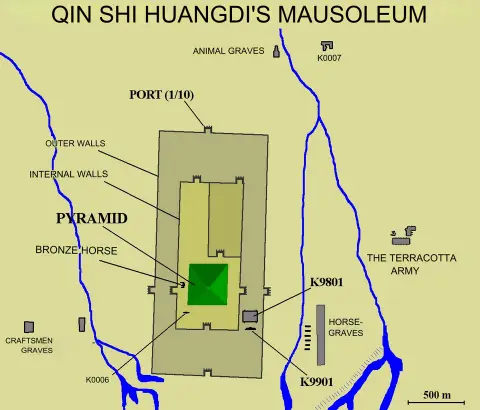 QIN SHI HUANGDI'S MAUSOLEUM
ANIMAL GRAVES
K0007
PORT (1/10)
OUTER WALLS
INTERNAL WALLS
PYRAMID
BRONZE HORSE
THE TERRACOTTA
ARMY
K9801
HORSE-
GRAVES
CRAFTSMEN
GRAVES
K0006
K9901
500 m